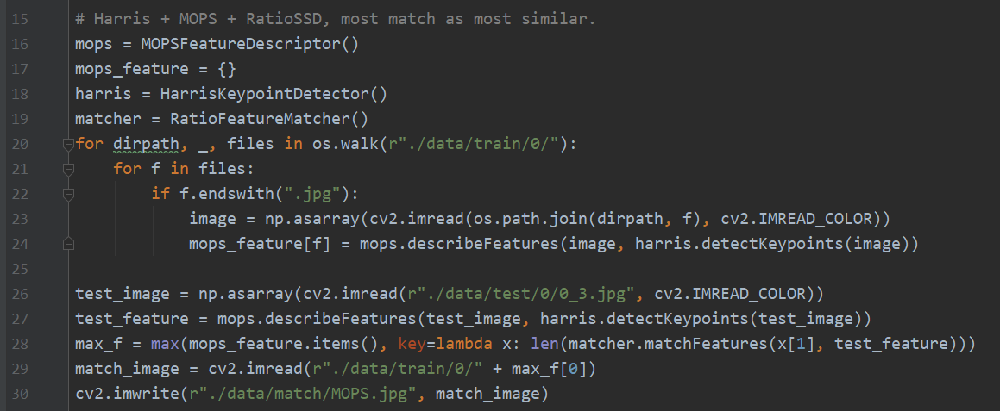 15 # Harris + MOPS + RatioSSD, most match as most similar.
16 mops = MOPSFeatureDescriptor()
17 mops_feature = {}
18 harris = HarrisKeypointDetector()
19 matcher = RatioFeatureMatcher()
20 for dirpath, _, files in os.walk(r"./data/train/0/"):
21     for f in files:
22         if f.endswith(".jpg"):
23             image = np.asarray(cv2.imread(os.path.join(dirpath, f), cv2.IMREAD_COLOR))
24             mops_feature[f] = mops.describeFeatures(image, harris.detectKeypoints(image))
25
26 test_image = np.asarray(cv2.imread(r"./data/test/0/0_3.jpg", cv2.IMREAD_COLOR))
27 test_feature = mops.describeFeatures(test_image, harris.detectKeypoints(test_image))
28 max_f = max(mops_feature.items(), key=lambda x: len(matcher.matchFeatures(x[1], test_feature)))
29 match_image = cv2.imread(r"./data/train/0/" + max_f[0])
30 cv2.imwrite(r"./data/match/MOPS.jpg", match_image)